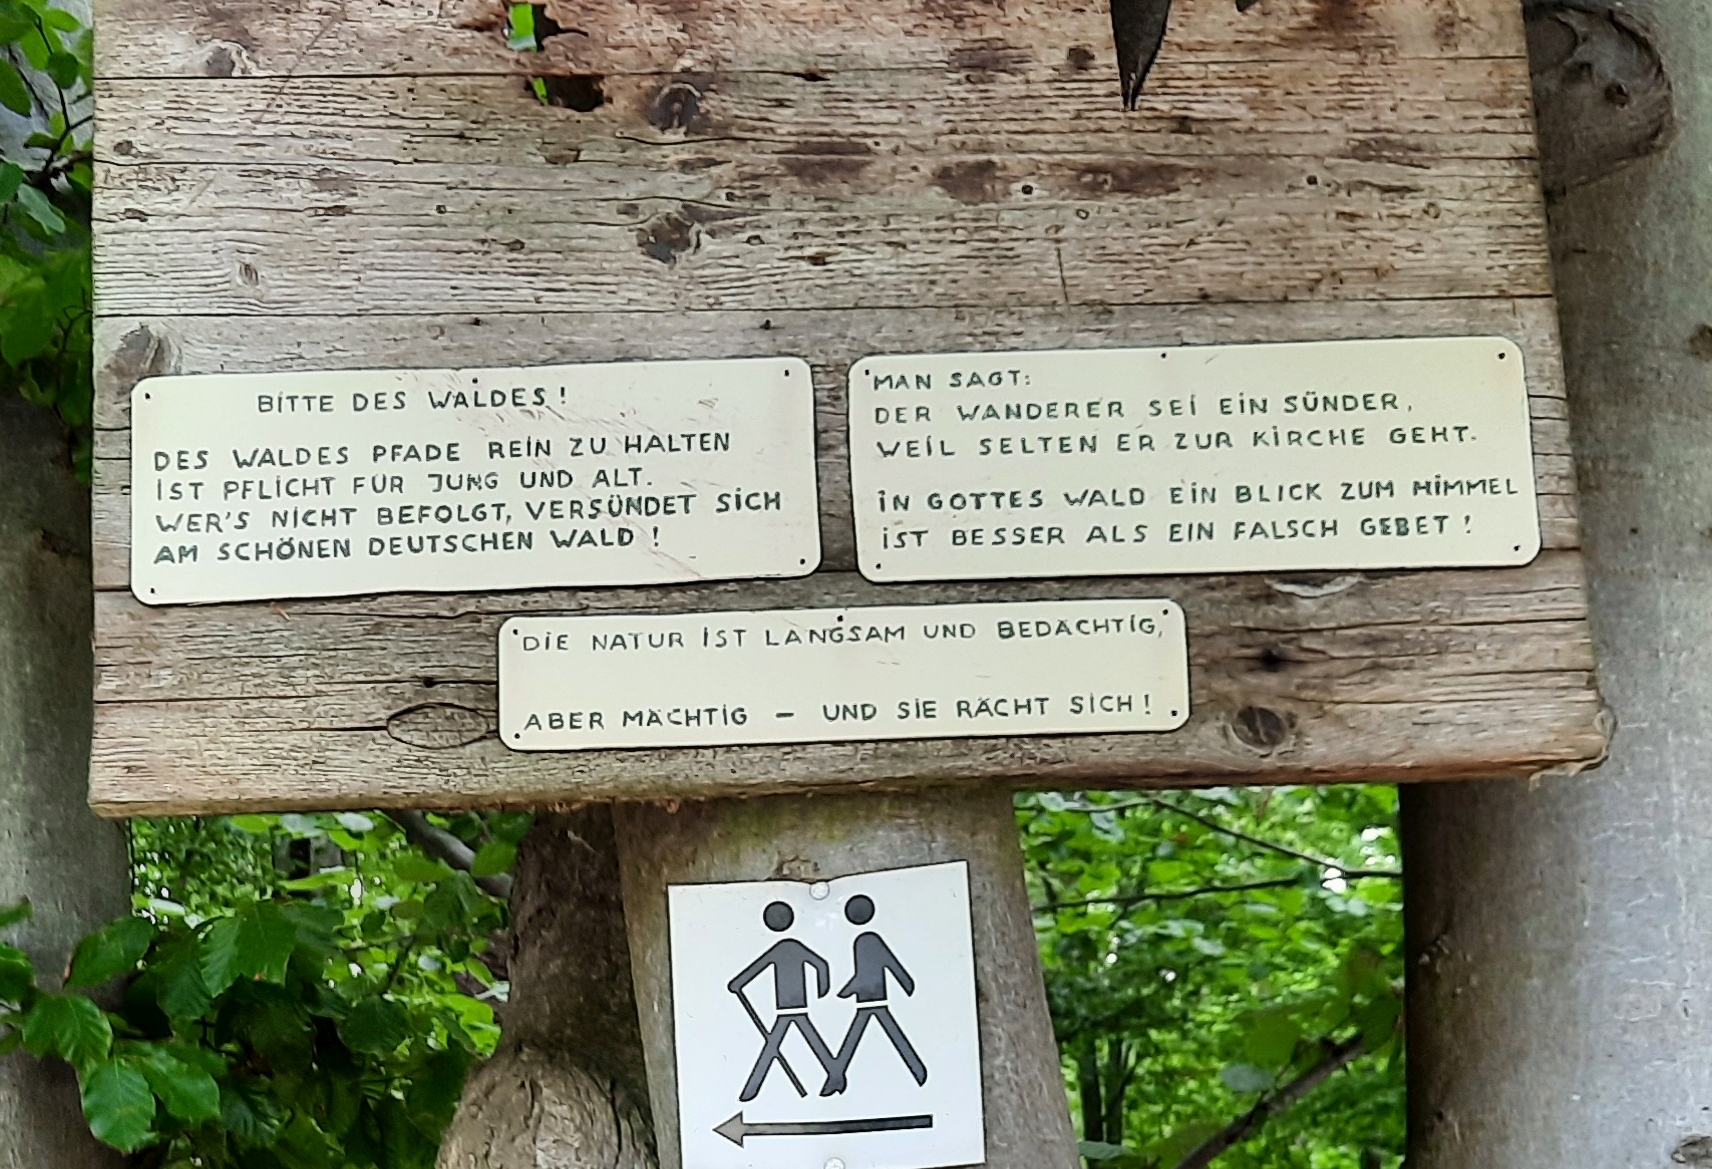 BITTE DES WALDES!
DES WALDES PFADE REIN ZU HALTEN
IST PFLICHT FÜR JUNG UND ALT.
WER'S NICHT BEFOLGT, VERSÜNDET SICH
AM SCHÖNEN DEUTSCHEN WALD!
MAN SAGT:
DER WANDERER SEI EIN SÜNDER,
WEIL SELTEN ER ZUR KIRCHE GEHT.
IN GOTTES WALD EIN BLICK ZUM HIMMEL
IST BESSER ALS EIN FALSCH GEBET!
DIE NATUR IST LANGSAM UND BEDÄCHTIG,
ABER MÄCHTIG – UND SIE RÄCHT SICH!